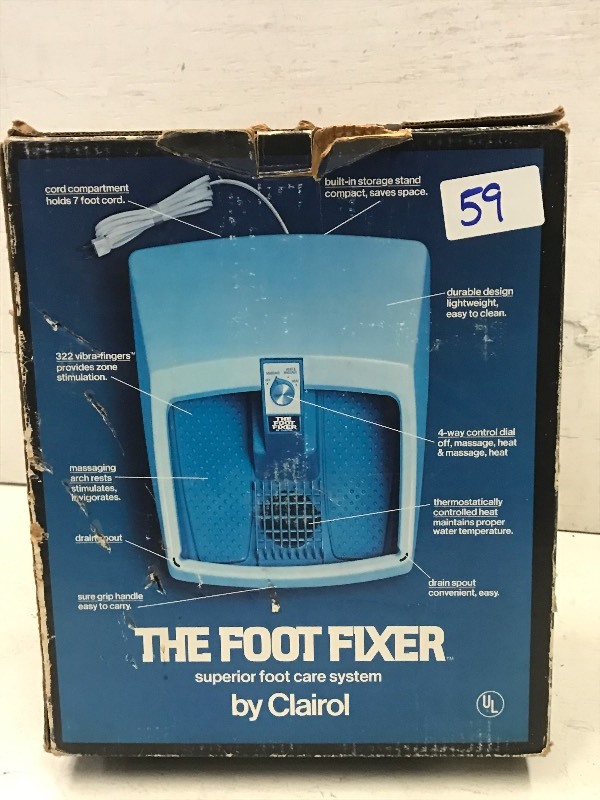 cord compartment
holds 7 foot cord.
built-in storage stand
compact, saves space.
59
durable design
lightweight,
easy to clean.
322 vibra-fingers™
provides zone
stimulation.
THE
FOOT
FIXER
4-way control dial
off, massage, heat
& massage, heat
massaging
arch rests
stimulates,
invigorates.
thermostatically
controlled heat
maintains proper
water temperature.
drain spout
drain spout
convenient, easy.
sure grip handle
easy to carry.
THE FOOT FIXER™
superior foot care system
by Clairol
UL